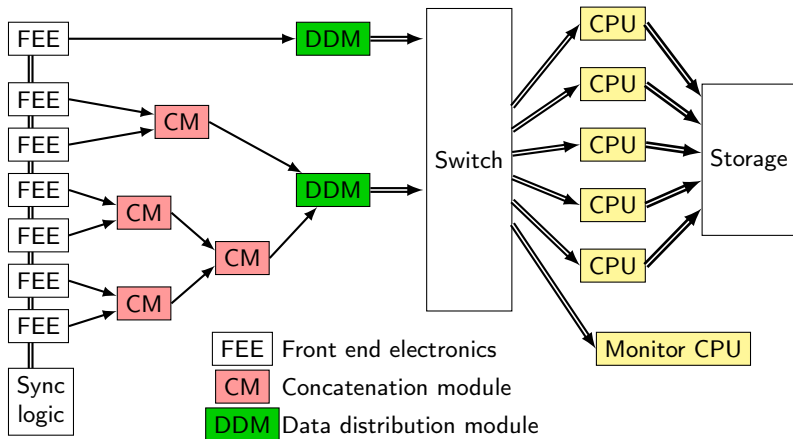 FEE
DDM
CPU
FEE
CM
FEE
CPU
FEE
CM
DDM
Switch
CPU
Storage
FEE
CM
CPU
FEE
CM
CPU
FEE
Monitor CPU
Sync
logic
FEE Front end electronics
CM Concatenation module
DDM Data distribution module